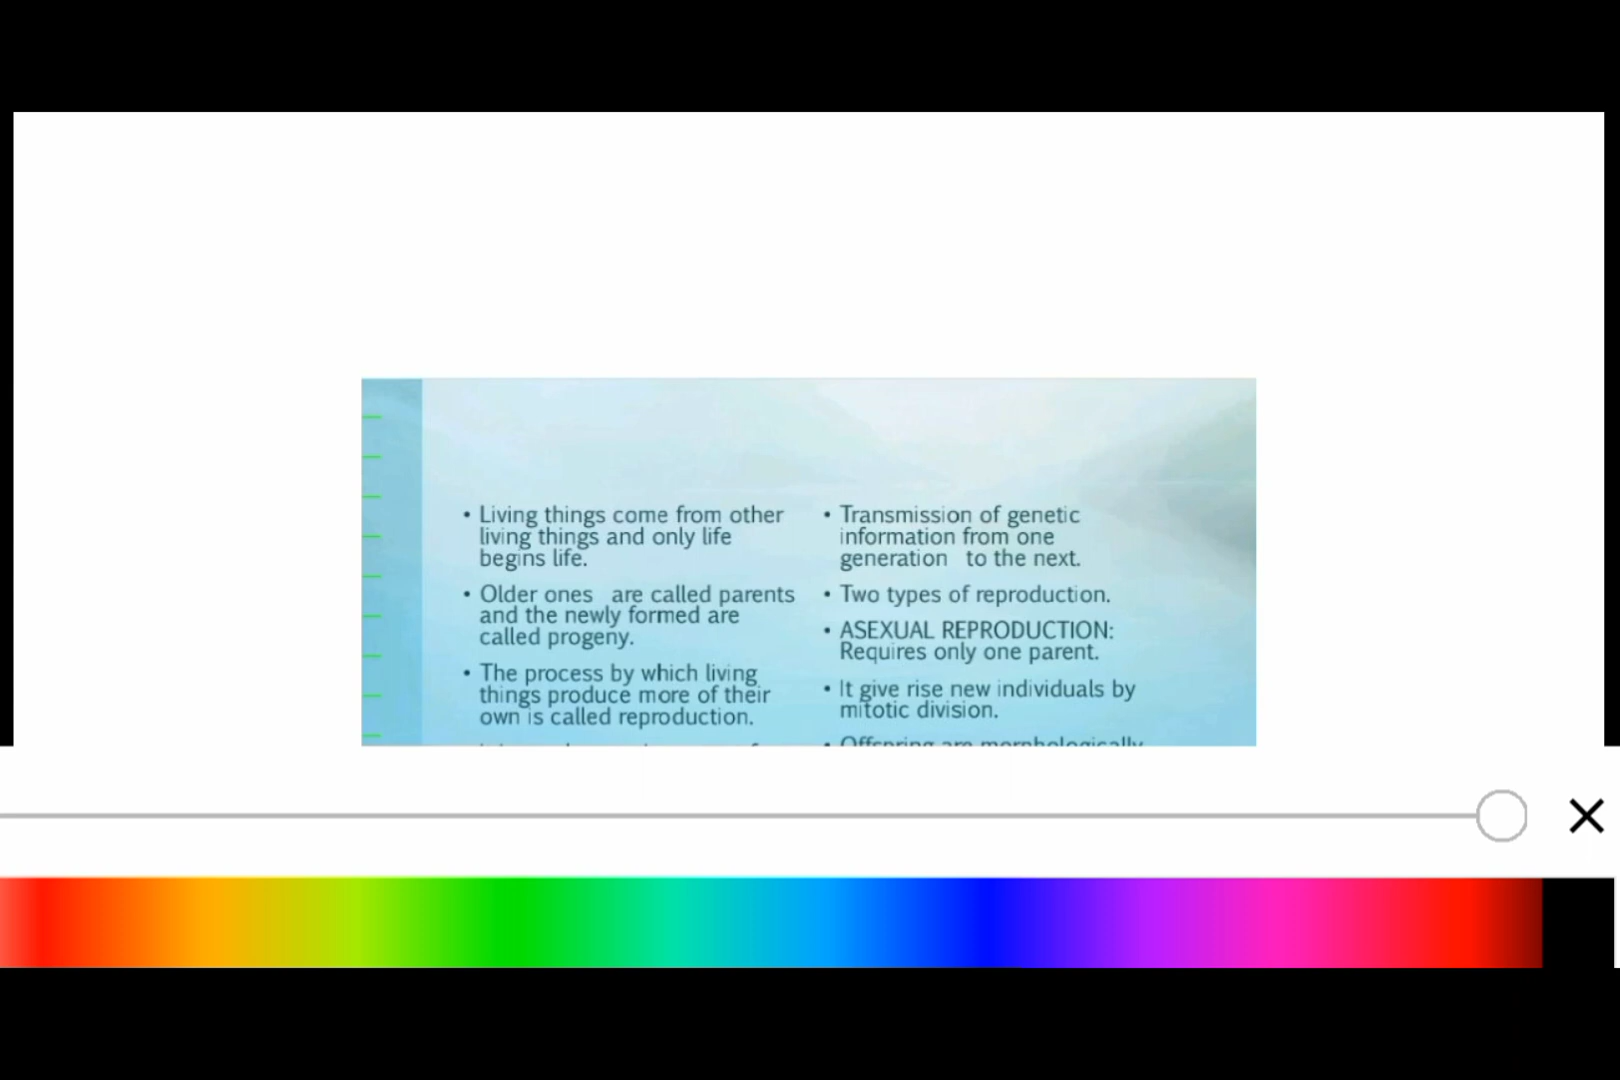 • Living things come from other
living things and only life
begins life.
• Older ones are called parents
and the newly formed are
called progeny.
• The process by which living
things produce more of their
own is called reproduction.
• Transmission of genetic
information from one
generation to the next.
• Two types of reproduction.
• ASEXUAL REPRODUCTION:
Requires only one parent.
• It give rise new individuals by
mitotic division.
• Offspring are morphologically